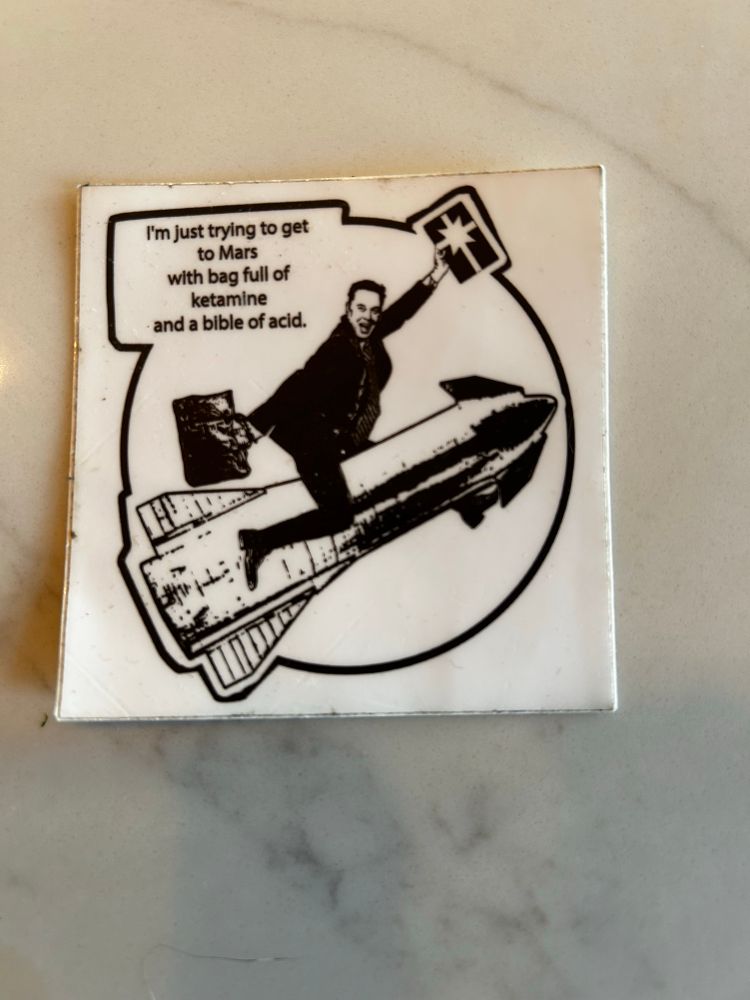 I'm just trying to get
to Mars
with bag full of
ketamine
and a bible of acid.